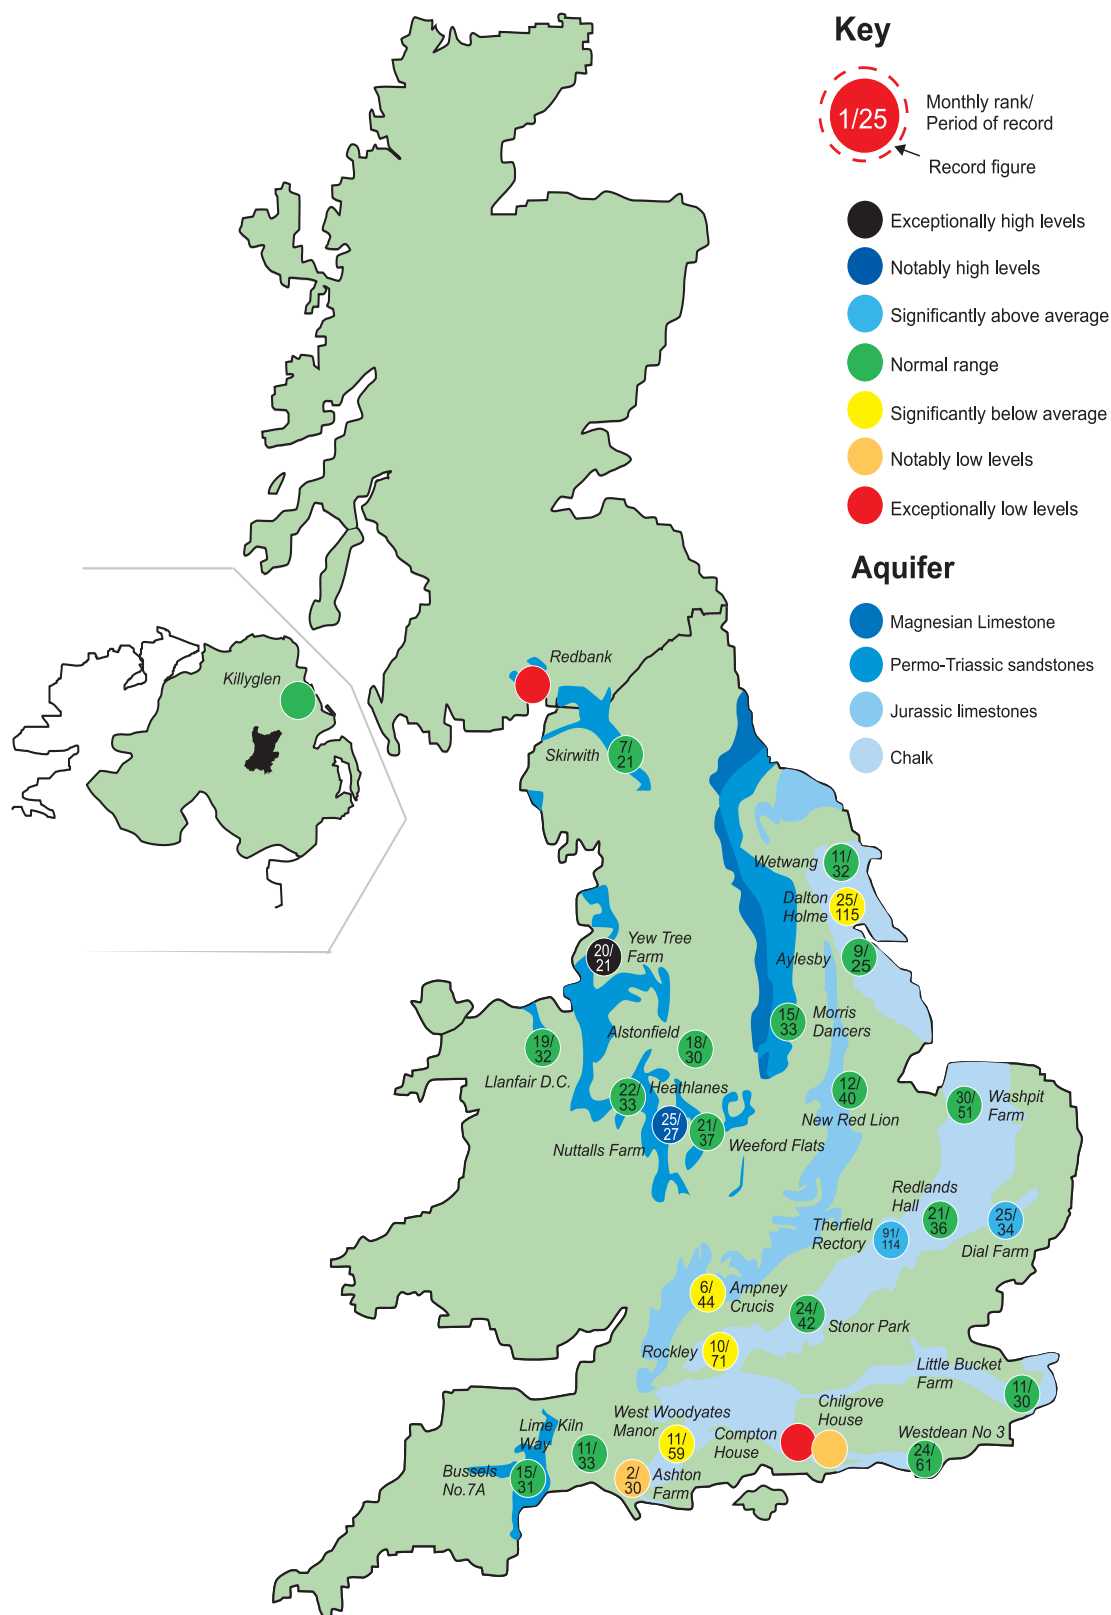 Key
1/25
Monthly rank/
Period of record
Record figure
Exceptionally high levels
Notably high levels
Significantly above average
Normal range
Significantly below average
Notably low levels
Exceptionally low levels
Aquifer
Magnesian Limestone
Permo-Triassic sandstones
Jurassic limestones
Chalk
Redbank
Killyglen
Skirwith
7/
21
Wetwang
11/
32
Dalton
Holme
25/
115
Yew Tree
Farm
20/
21
Aylesby
9/
25
Morris
Dancers
15/
33
Alstonfield
18/
30
Llanfair D.C.
19/
32
Heathlanes
22/
33
New Red Lion
12/
40
Washpit
Farm
30/
51
Nuttalls Farm
25/
27
Weeford Flats
21/
37
Redlands
Hall
21/
36
Therfield
Rectory
91/
114
Dial Farm
25/
34
Ampney
Crucis
6/
44
Stonor Park
24/
42
Rockley
10/
71
Little Bucket
Farm
11/
30
Chilgrove
House
West Woodyates
Manor
11/
59
Compton
House
Westdean No 3
24/
61
Lime Kiln
Way
11/
33
Bussels
No.7A
15/
31
Ashton
Farm
2/
30